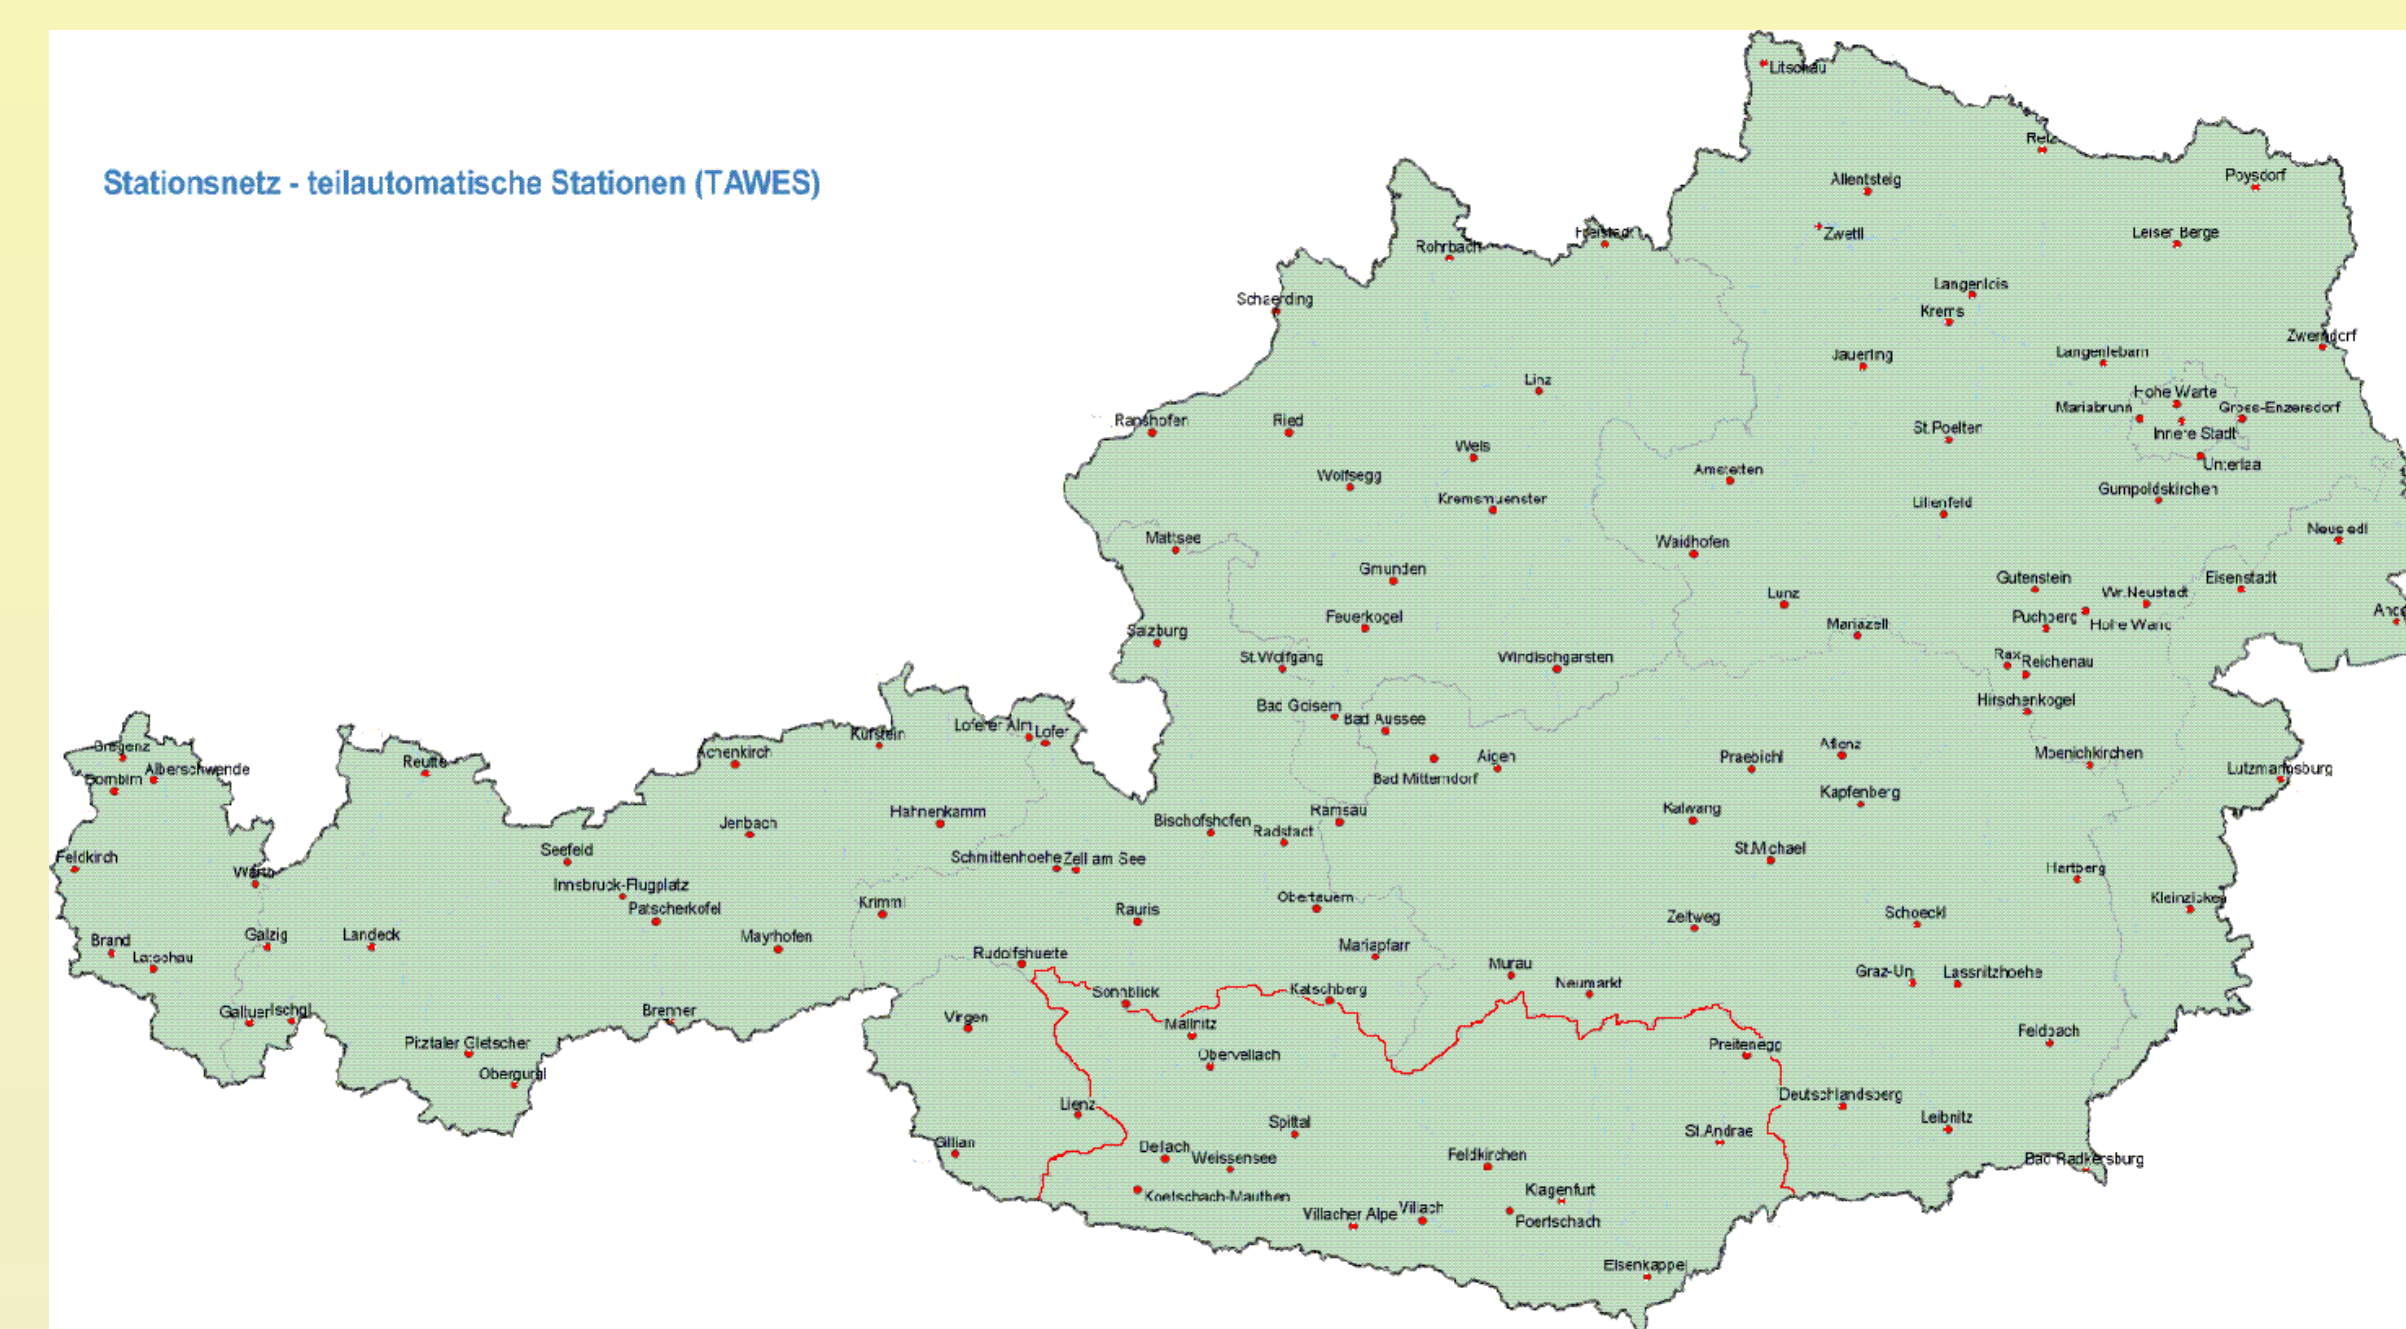 Litschau
Retz
Stationsnetz - teilautomatische Stationen (TAWES)
Allentsteig
Poysdorf
Zwettl
Leiser Berge
Freistadt
Rohrbach
Langenlois
Schaerding
Krems
Zwerndorf
Langenlebarn
Jauerling
Linz
Hohe Warte
Mariabrunn
Gross-Enzersdorf
Ranshofen
Ried
St.Poelten
Innere Stadt
Wels
Unterlaa
Amstetten
Wolfsegg
Gumpoldskirchen
Kremsmuenster
Lilienfeld
Neusiedl
Mattsee
Waidhofen
Gmunden
Gutenstein
Eisenstadt
Lunz
Wr.Neustadt
Feuerkogel
Puchberg
Hohe Wand
Mariazell
Salzburg
St.Wolfgang
Windischgarsten
Rax
Reichenau
Hirschenkogel
Bad Goisern
Bad Aussee
Loferer Alm
Lofer
Kufstein
Bregenz
Achenkirch
Aflenz
Moenichkirchen
Reutte
Aigen
Praebichl
Alberschwende
Dornbirn
Lutzmannsburg
Bad Mitterndorf
Kapfenberg
Hahnenkamm
Ramsau
Kalwang
Jenbach
Bischofshofen
Radstadt
Seefeld
St.Michael
Feldkirch
Schmittenhoehe
Zell am See
Warth
Hartberg
Innsbruck-Flugplatz
Obertauern
Kleinzicken
Krimml
Patscherkofel
Rauris
Zeltweg
Schoeckl
Galzig
Landeck
Mayrhofen
Brand
Mariapfarr
Rudolfshuette
Latschau
Murau
Graz-Un
Lassnitzhoehe
Neumarkt
Sonnblick
Katschberg
Galtuer
Ischgl
Brenner
Virgen
Mallnitz
Feldbach
Pitztaler Gletscher
Preitenegg
Obervellach
Obergurgl
Deutschlandsberg
Lienz
Leibnitz
Spittal
St.Andrae
Sillian
Dellach
Weissensee
Feldkirchen
Bad Radkersburg
Koetschach-Mauthen
Klagenfurt
Villacher Alpe
Villach
Poertschach
Eisenkappel